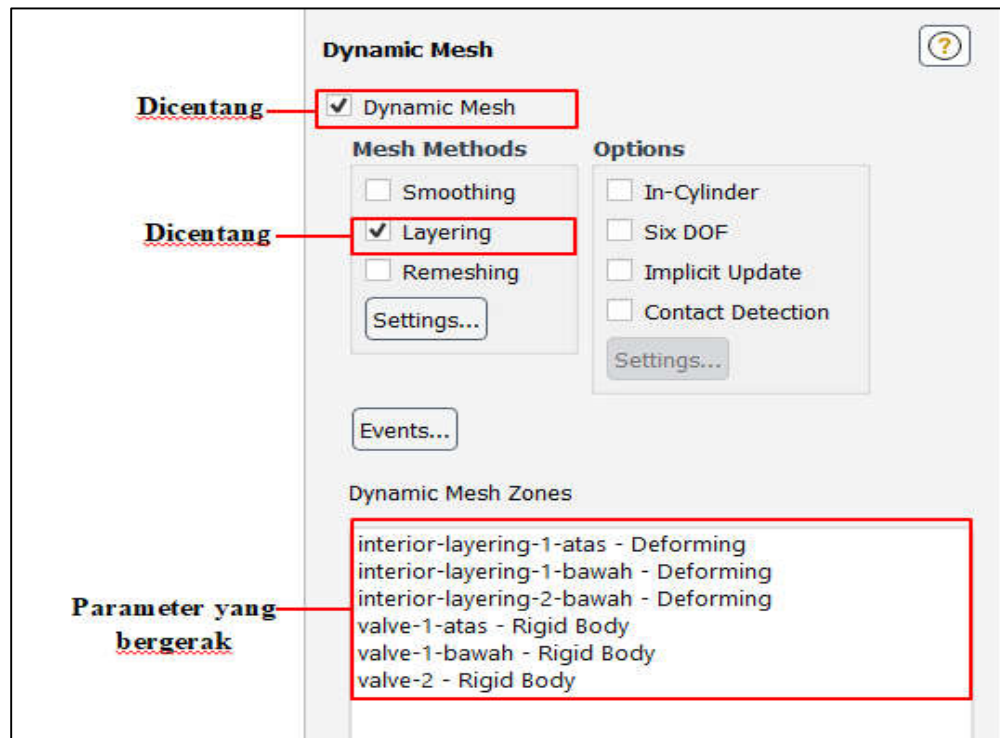 Dynamic Mesh
?
Dicentang
Dynamic Mesh
Mesh Methods
Options
Smoothing
In-Cylinder
Dicentang
Layering
Six DOF
Remeshing
Implicit Update
Settings...
Contact Detection
Settings...
Events...
Dynamic Mesh Zones
Parameter yang
bergerak
interior-layering-1-atas - Deforming
interior-layering-1-bawah - Deforming
interior-layering-2-bawah - Deforming
valve-1-atas - Rigid Body
valve-1-bawah - Rigid Body
valve-2 - Rigid Body